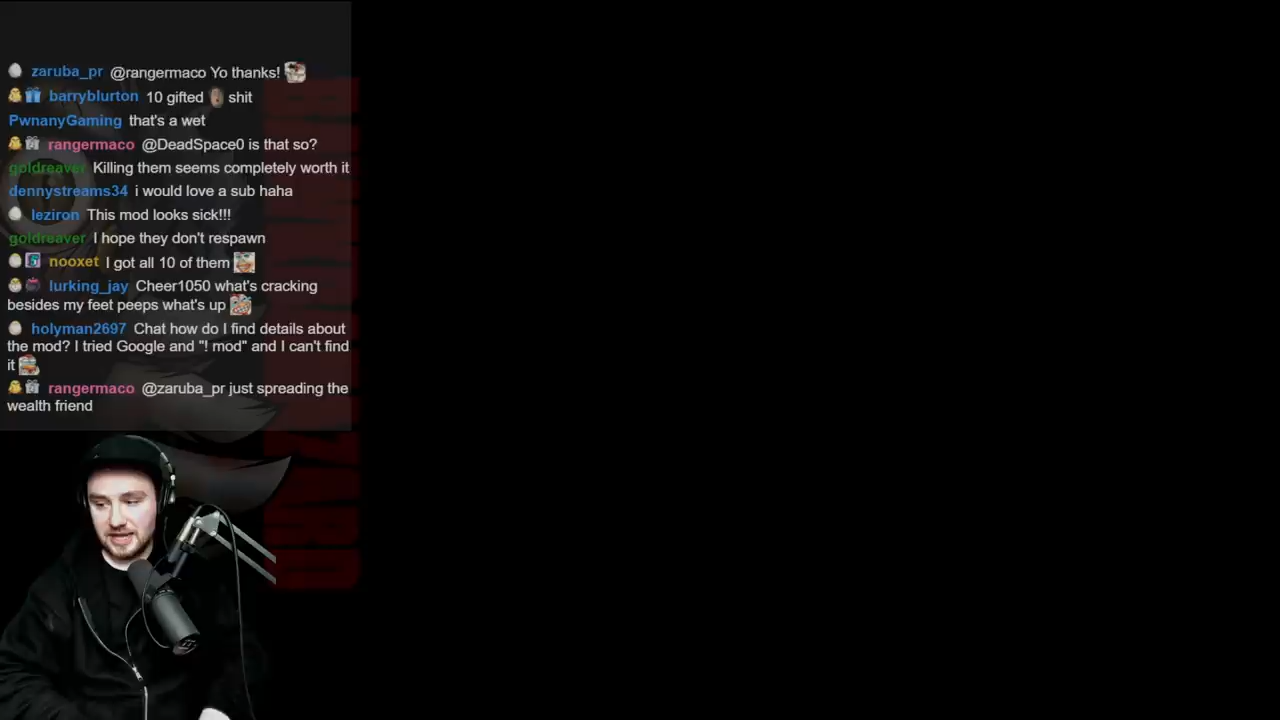 zaruba_pr @rangermaco Yo thanks!
barryblurton 10 gifted shit
PwnanyGaming that's a wet
rangermaco @DeadSpace0 is that so?
goldreaver Killing them seems completely worth it
dennystreams34 i would love a sub haha
leziron This mod looks sick!!!
goldreaver I hope they don't respawn
nooxet I got all 10 of them
lurking_jay Cheer1050 what's cracking
besides my feet peeps what's up
holyman2697 Chat how do I find details about
the mod? I tried Google and "! mod" and I can't find
it
rangermaco @zaruba_pr just spreading the
wealth friend